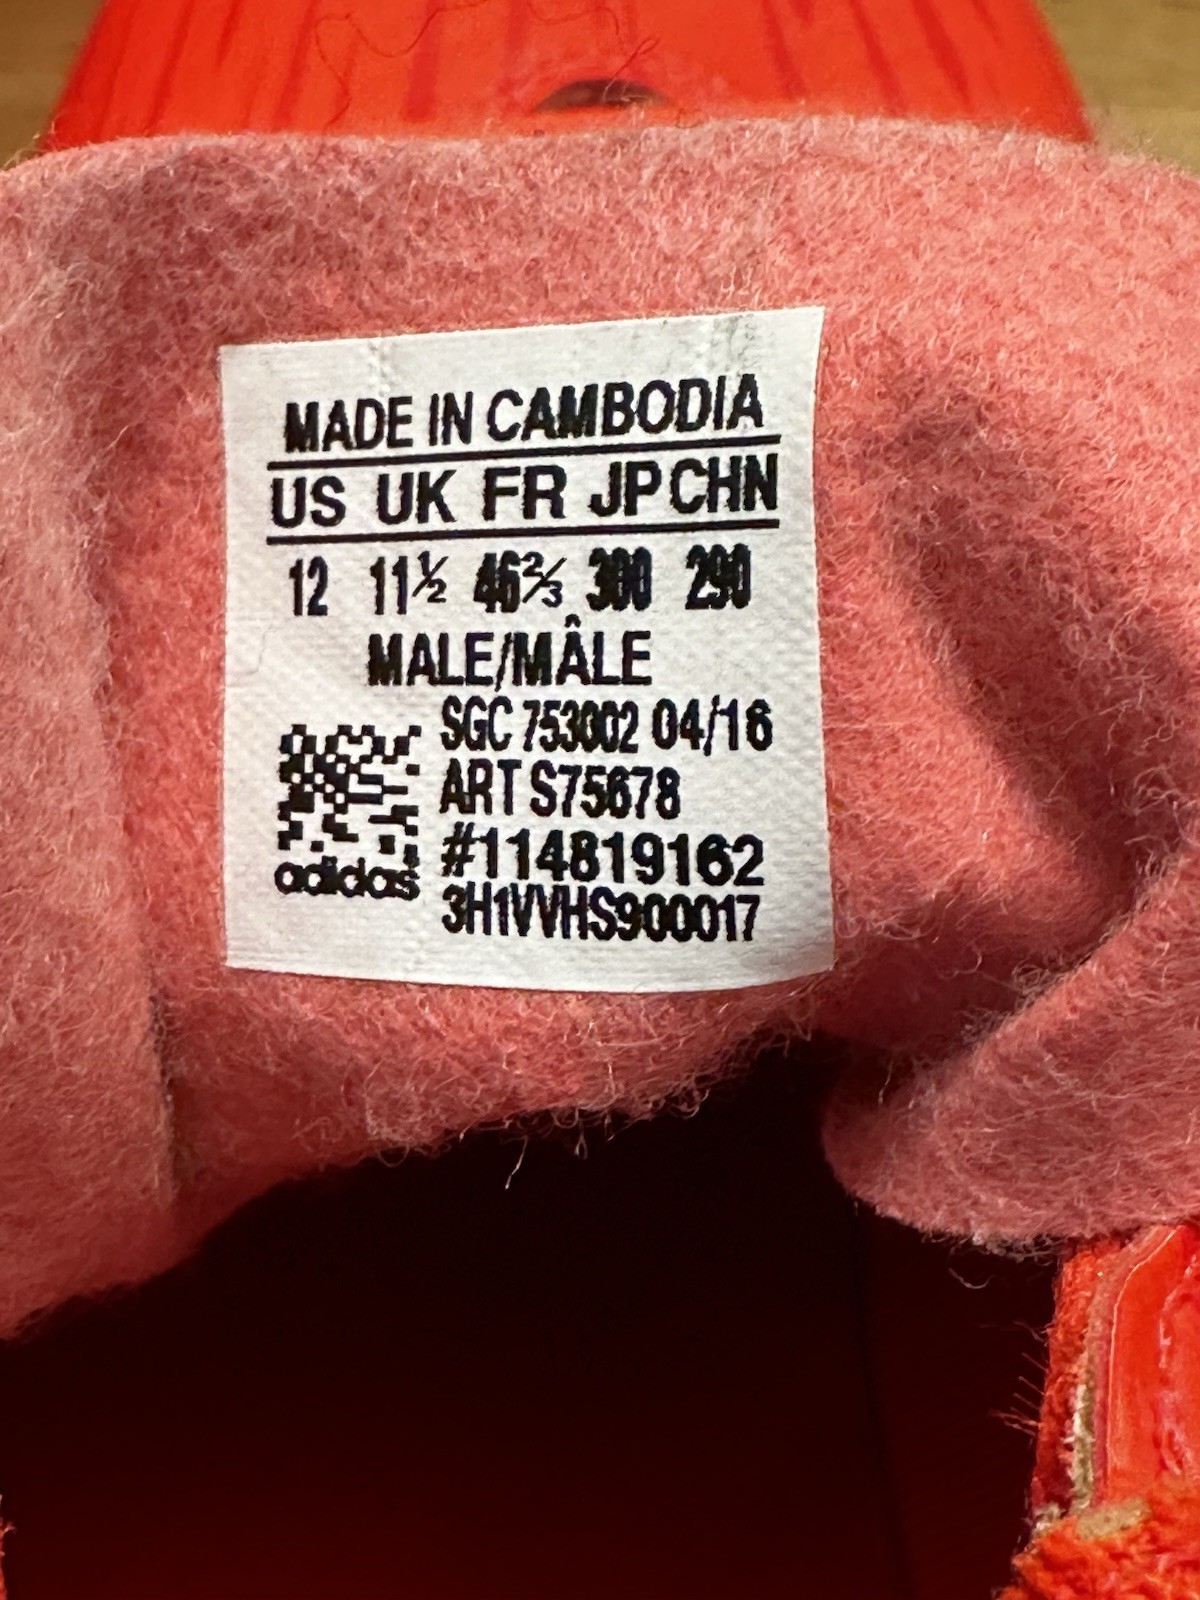 MADE IN CAMBODIA
US UK FR JP CHN
12 11½ 46⅔ 300 290
MALE/MÂLE
SGC 753002 04/16
ART S75678
#114819162
3H1VVHS900017
adidas